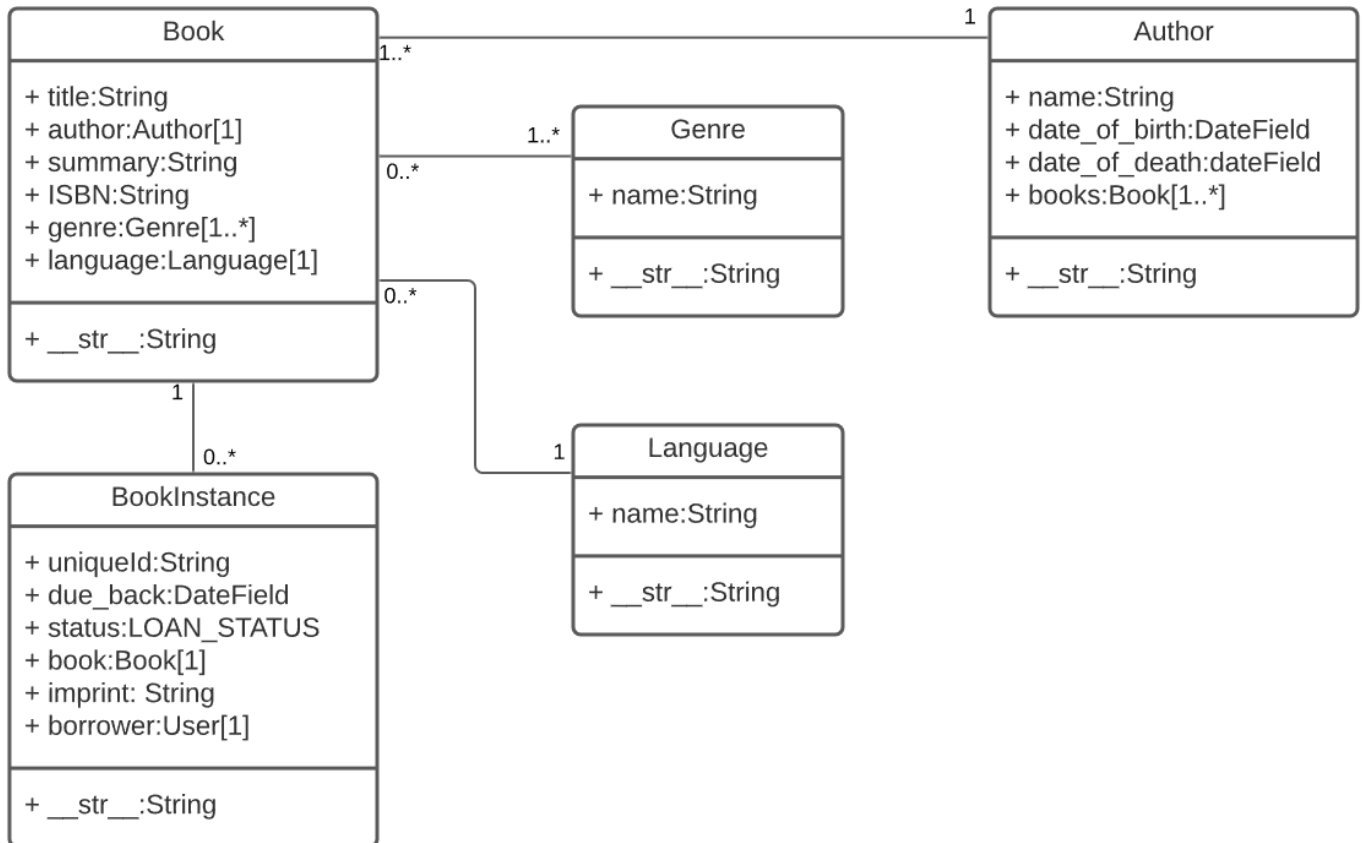 Book
+ title:String
+ author:Author[1]
+ summary:String
+ ISBN:String
+ genre:Genre[1..*]
+ language:Language[1]
+ __str__:String
1..*
1
Author
+ name:String
+ date_of_birth:DateField
+ date_of_death:dateField
+ books:Book[1..*]
+ __str__:String
0..*
1..*
Genre
+ name:String
+ __str__:String
0..*
1
Language
+ name:String
+ __str__:String
1
0..*
BookInstance
+ uniqueId:String
+ due_back:DateField
+ status:LOAN_STATUS
+ book:Book[1]
+ imprint: String
+ borrower:User[1]
+ __str__:String